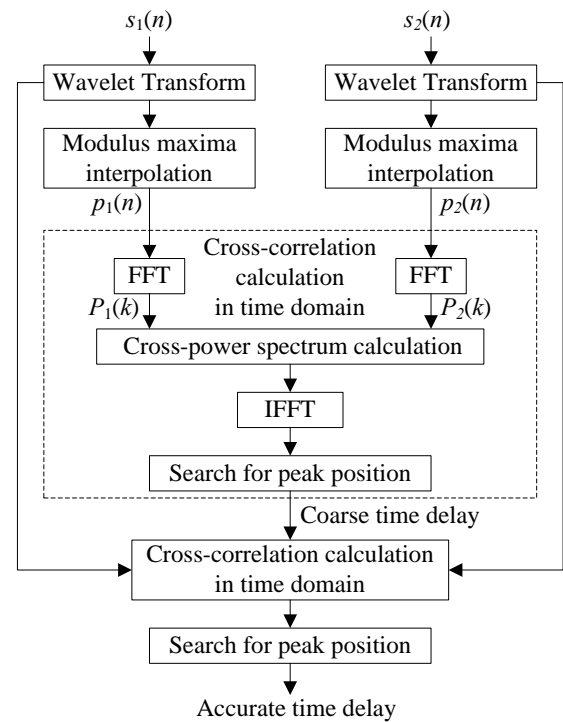 s₁(n)
s₂(n)
Wavelet Transform
Wavelet Transform
Modulus maxima
interpolation
Modulus maxima
interpolation
p₁(n)
p₂(n)
Cross-correlation
calculation
in time domain
FFT
FFT
P₁(k)
P₂(k)
Cross-power spectrum calculation
IFFT
Search for peak position
Coarse time delay
Cross-correlation calculation
in time domain
Search for peak position
Accurate time delay